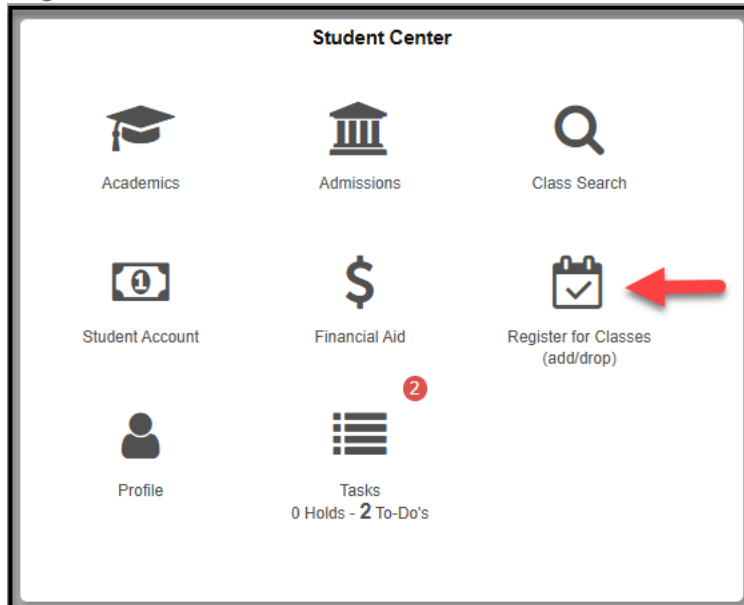 Student Center
Academics
Admissions
Class Search
1
Student Account
$
Financial Aid
Register for Classes
(add/drop)
2
Profile
Tasks
0 Holds - 2 To-Do's